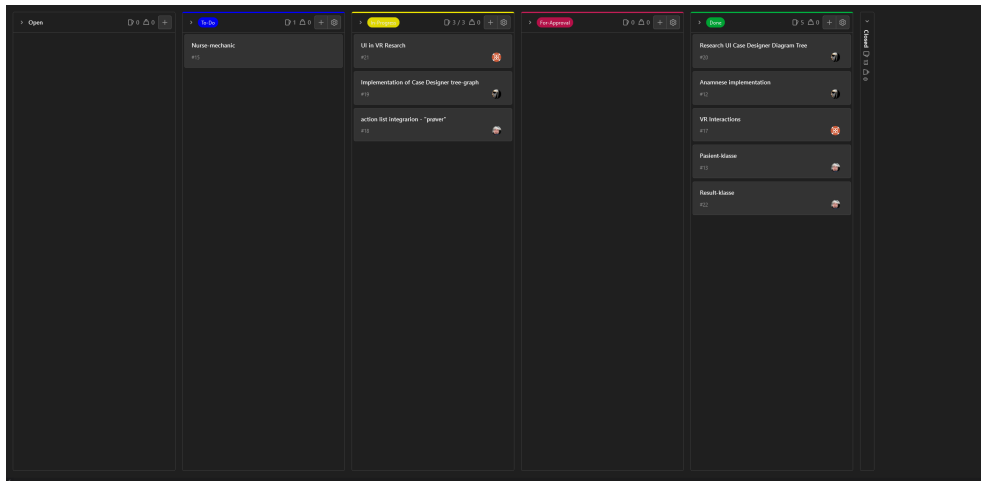 Open 0 0
To-Do 1 0
Nurse-mechanic
#15
In-Progress 3 / 3 0
UI in VR Resarch
#21
Implementation of Case Designer tree-graph
#19
action list integrarion - "prøver"
#18
For-Approval 0 0
Done 5 0
Research UI Case Designer Diagram Tree
#20
Anamnese implementation
#12
VR Interactions
#17
Pasient-klasse
Result-klasse
#22
Closed